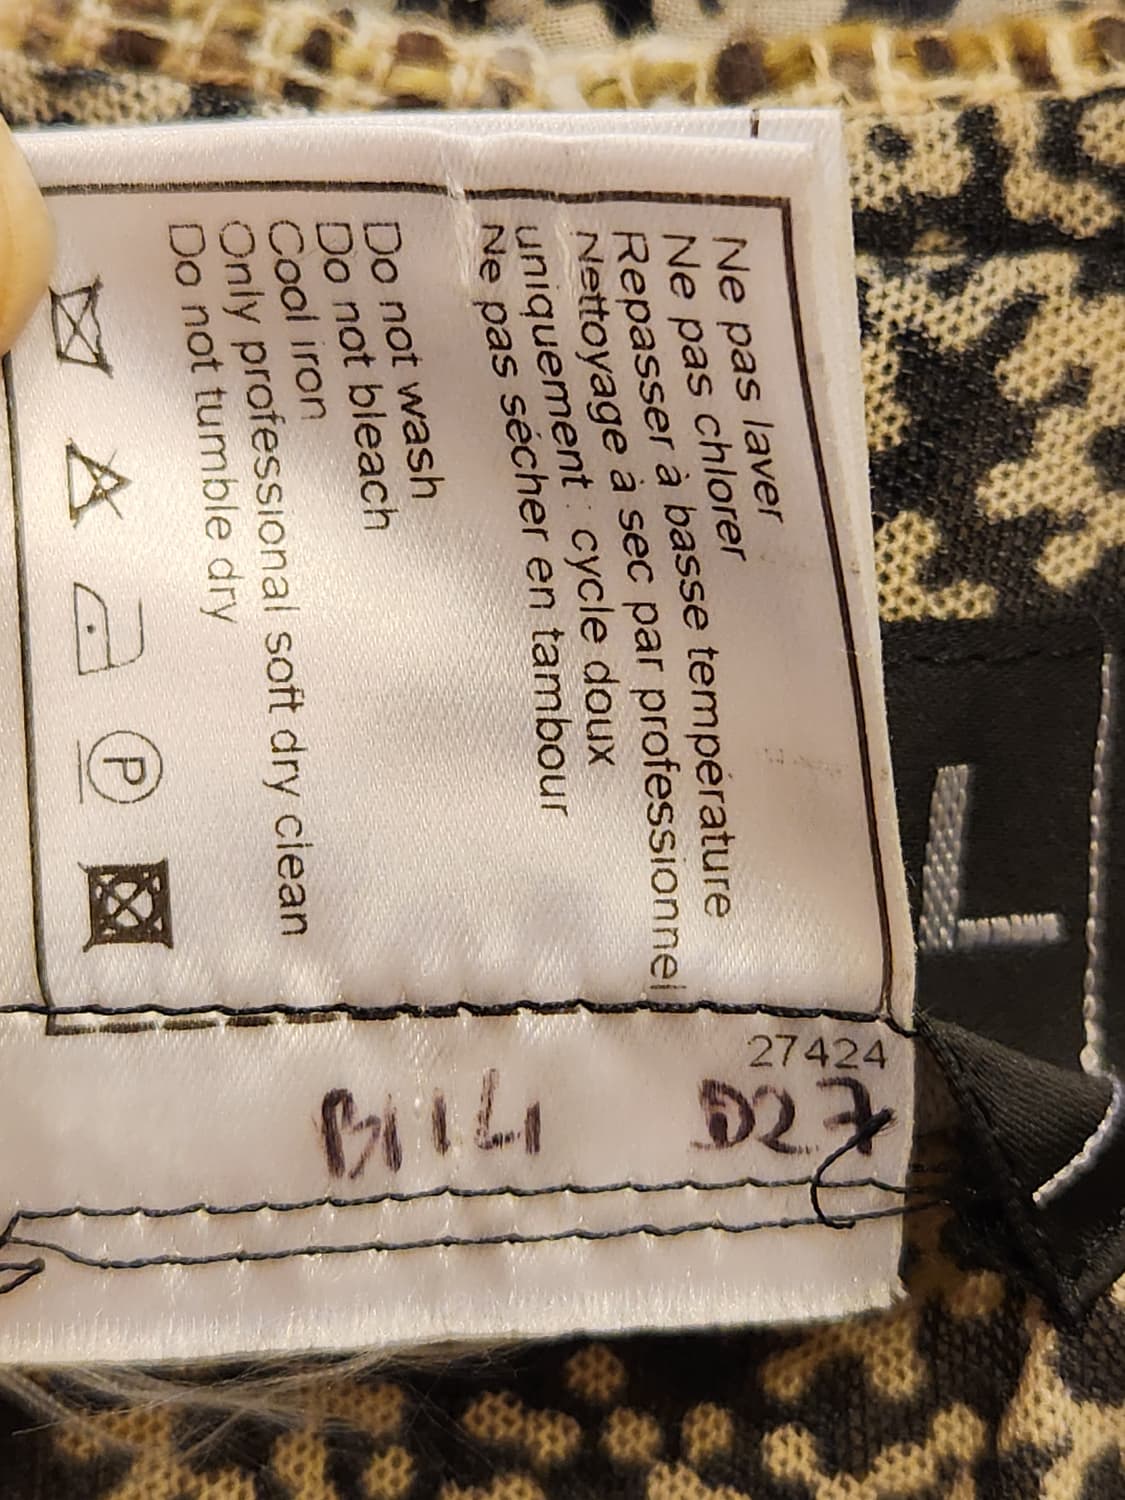 Ne pas laver
Ne pas chlorer
Repasser à basse température
Nettoyage à sec par professionnel
uniquement : cycle doux
Ne pas sécher en tambour
Do not wash
Do not bleach
Cool iron
Only professional soft dry clean
Do not tumble dry
P
27424
D27
L